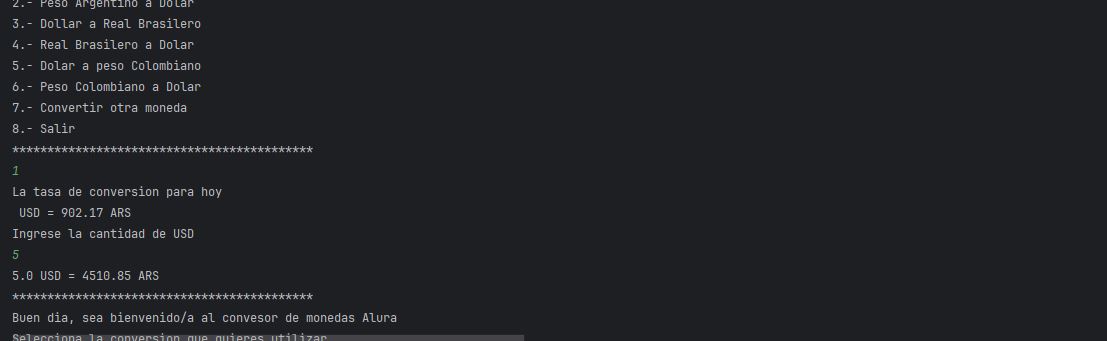 2.- Peso Argentino a Dolar
3.- Dollar a Real Brasilero
4.- Real Brasilero a Dolar
5.- Dolar a peso Colombiano
6.- Peso Colombiano a Dolar
7.- Convertir otra moneda
8.- Salir
*******************************************
1
La tasa de conversion para hoy
 USD = 902.17 ARS
Ingrese la cantidad de USD
5
5.0 USD = 4510.85 ARS
*******************************************
Buen dia, sea bienvenido/a al convesor de monedas Alura
Selecciona la conversion que quieres utilizar